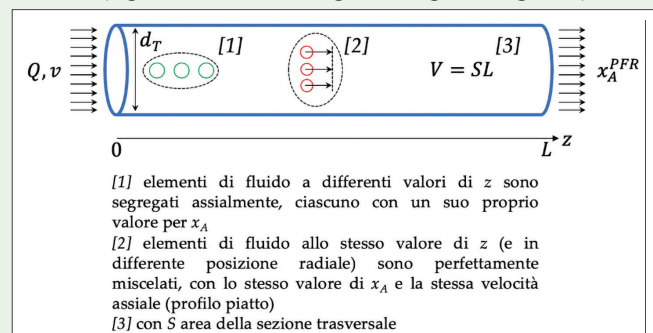 d_T
[1]
[2]
[3]
Q, v
V = SL
x_A^{PFR}
0
L z
[1] elementi di fluido a differenti valori di z sono
segregati assialmente, ciascuno con un suo proprio
valore per x_A
[2] elementi di fluido allo stesso valore di z (e in
differente posizione radiale) sono perfettamente
miscelati, con lo stesso valore di x_A e la stessa velocità
assiale (profilo piatto)
[3] con S area della sezione trasversale